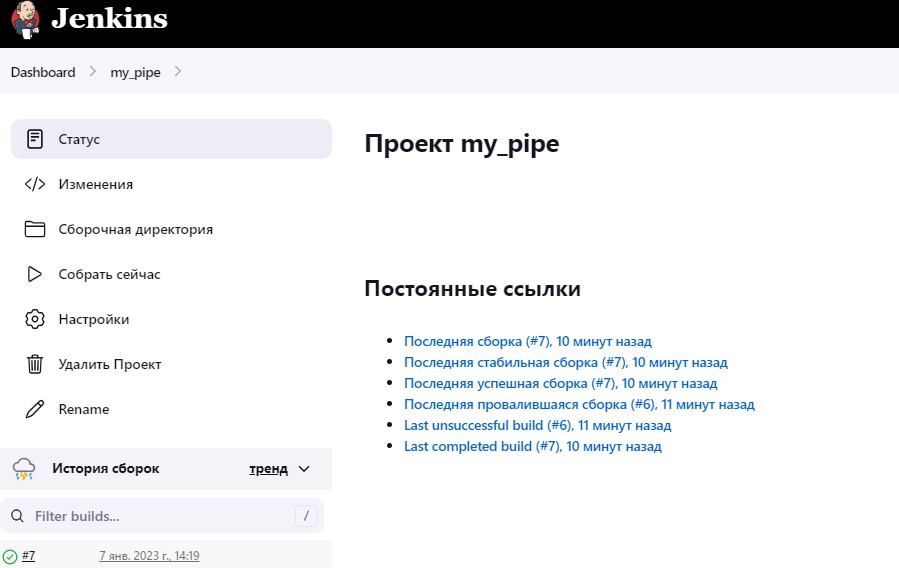 Jenkins
Dashboard
my_pipe
Статус
Изменения
Сборочная директория
Собрать сейчас
Настройки
Удалить Проект
Rename
История сборок
тренд
Filter builds...
/
#7
7 янв. 2023 г., 14:19
Проект my_pipe
Постоянные ссылки
Последняя сборка (#7), 10 минут назад
Последняя стабильная сборка (#7), 10 минут назад
Последняя успешная сборка (#7), 10 минут назад
Последняя провалившаяся сборка (#6), 11 минут назад
Last unsuccessful build (#6), 11 минут назад
Last completed build (#7), 10 минут назад